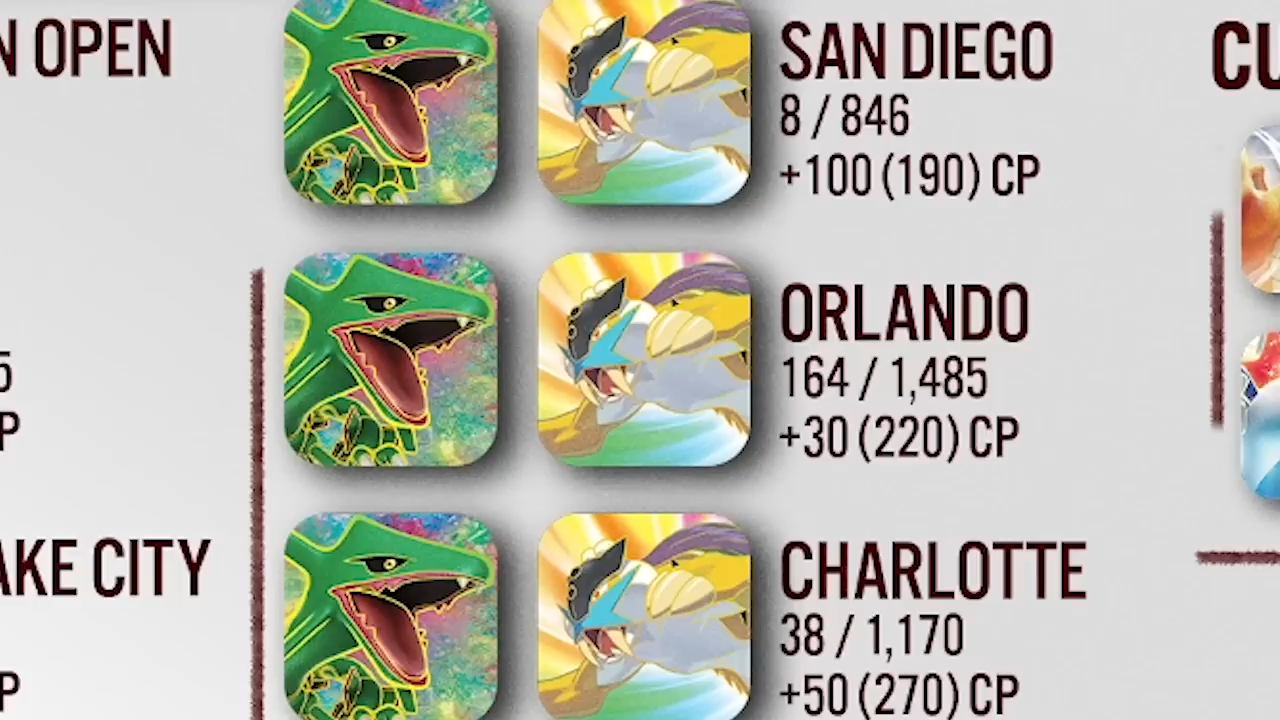 N OPEN
5
P
AKE CITY
P
SAN DIEGO
8 / 846
+100 (190) CP
ORLANDO
164 / 1,485
+30 (220) CP
CHARLOTTE
38 / 1,170
+50 (270) CP
CU